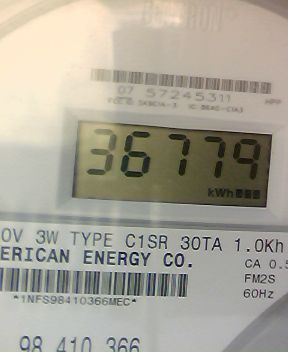 07 57245311
36779
kWh
0V 3W TYPE C1SR 30TA 1.0Kh
ERICAN ENERGY CO.
CA 0.5
FM2S
60Hz
*1NFS98410366MEC*
98 410 366